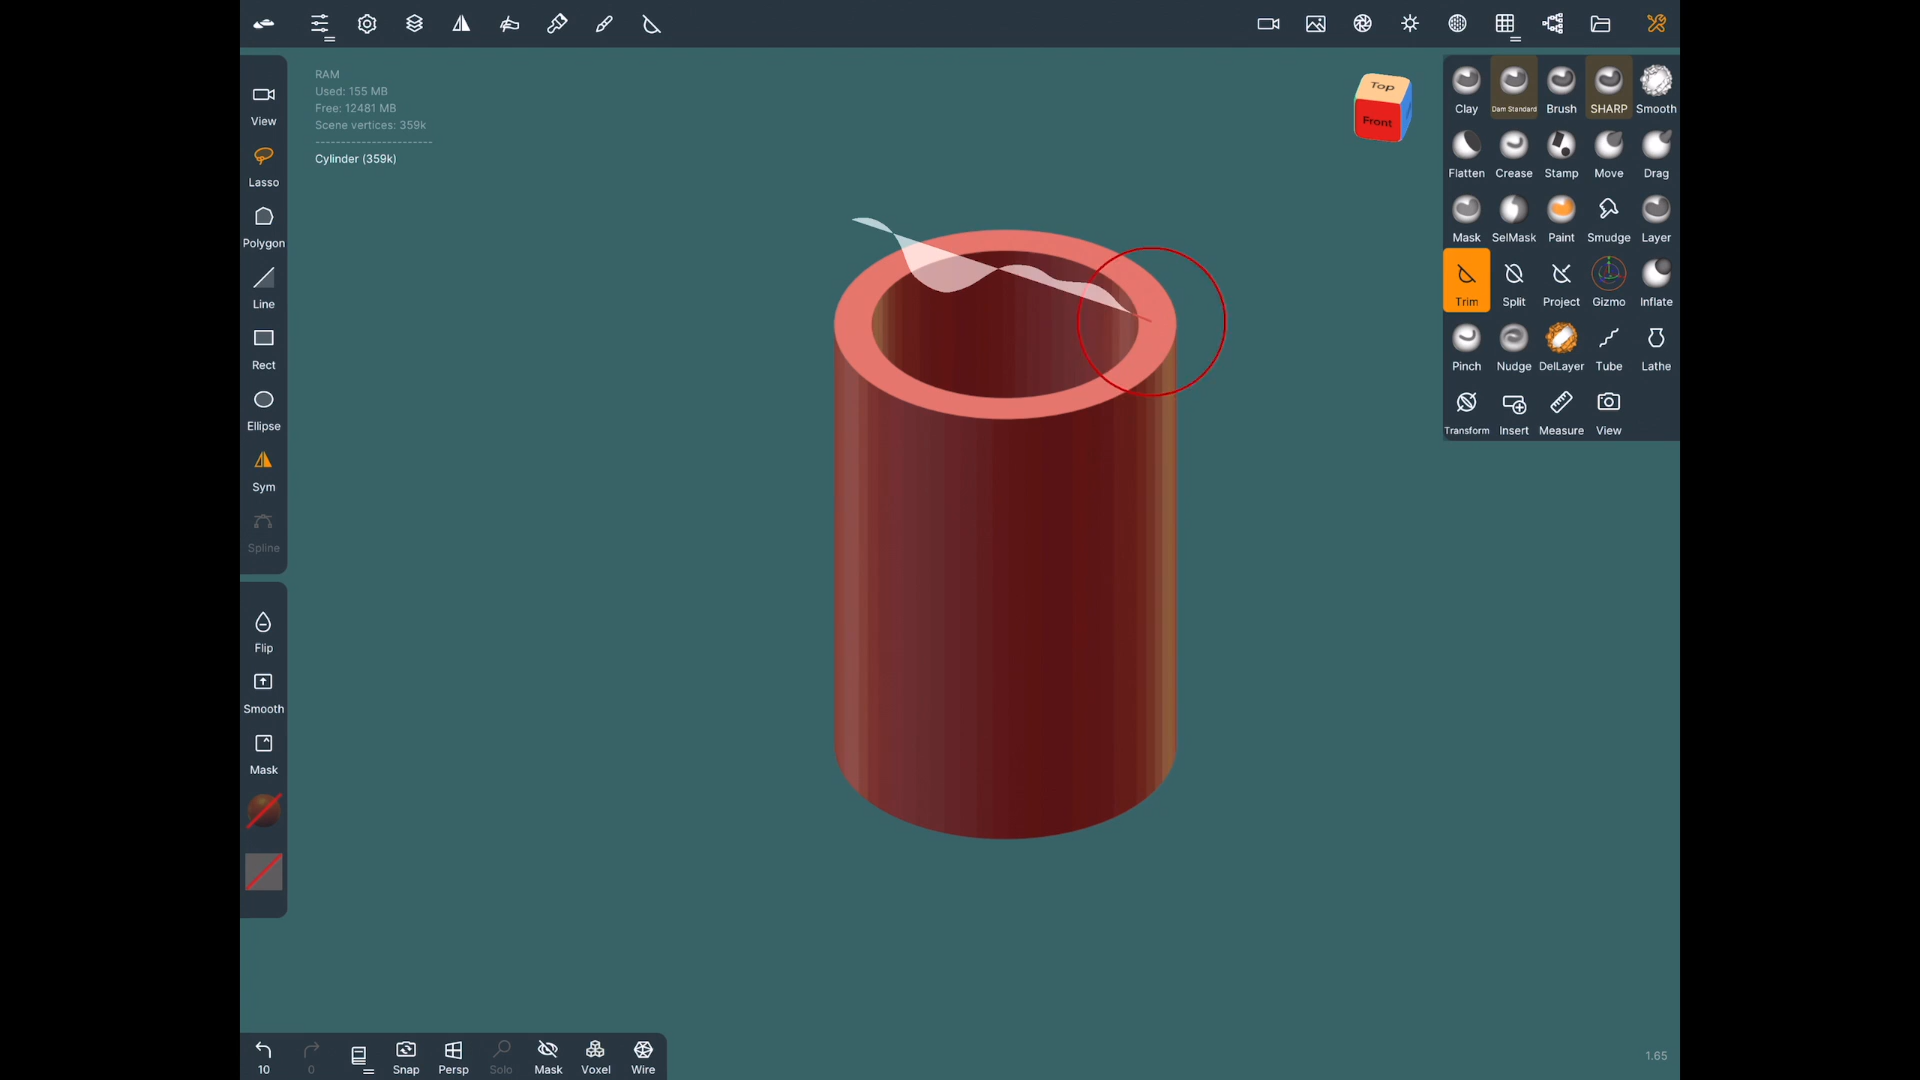 RAM
Used: 155 MB
Free: 12481 MB
Scene vertices: 359k
------------------------
Cylinder (359k)
Top
Front
View
Lasso
Polygon
Line
Rect
Ellipse
Sym
Spline
Flip
Smooth
Mask
Clay
Dam Standard
Brush
SHARP
Smooth
Flatten
Crease
Stamp
Move
Drag
Mask
SelMask
Paint
Smudge
Layer
Trim
Split
Project
Gizmo
Inflate
Pinch
Nudge
DelLayer
Tube
Lathe
Transform
Insert
Measure
View
10
0
Snap
Persp
Solo
Mask
Voxel
Wire
1.65